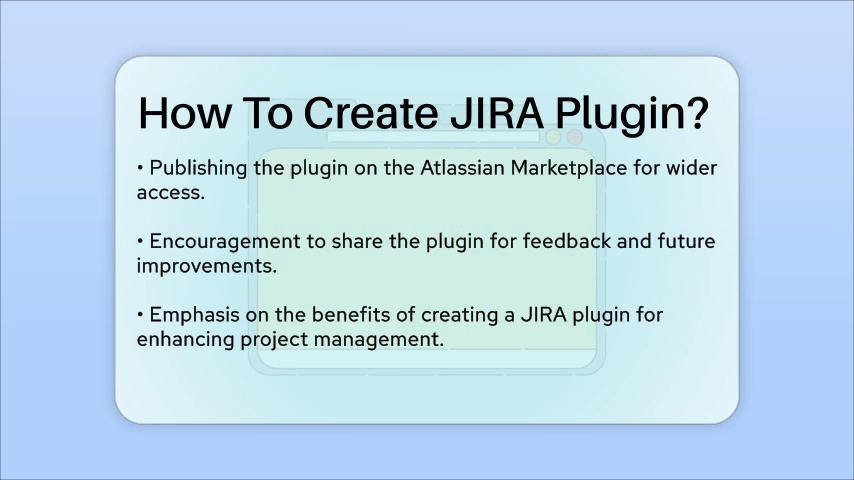 How To Create JIRA Plugin?
• Publishing the plugin on the Atlassian Marketplace for wider
access.
• Encouragement to share the plugin for feedback and future
improvements.
• Emphasis on the benefits of creating a JIRA plugin for
enhancing project management.